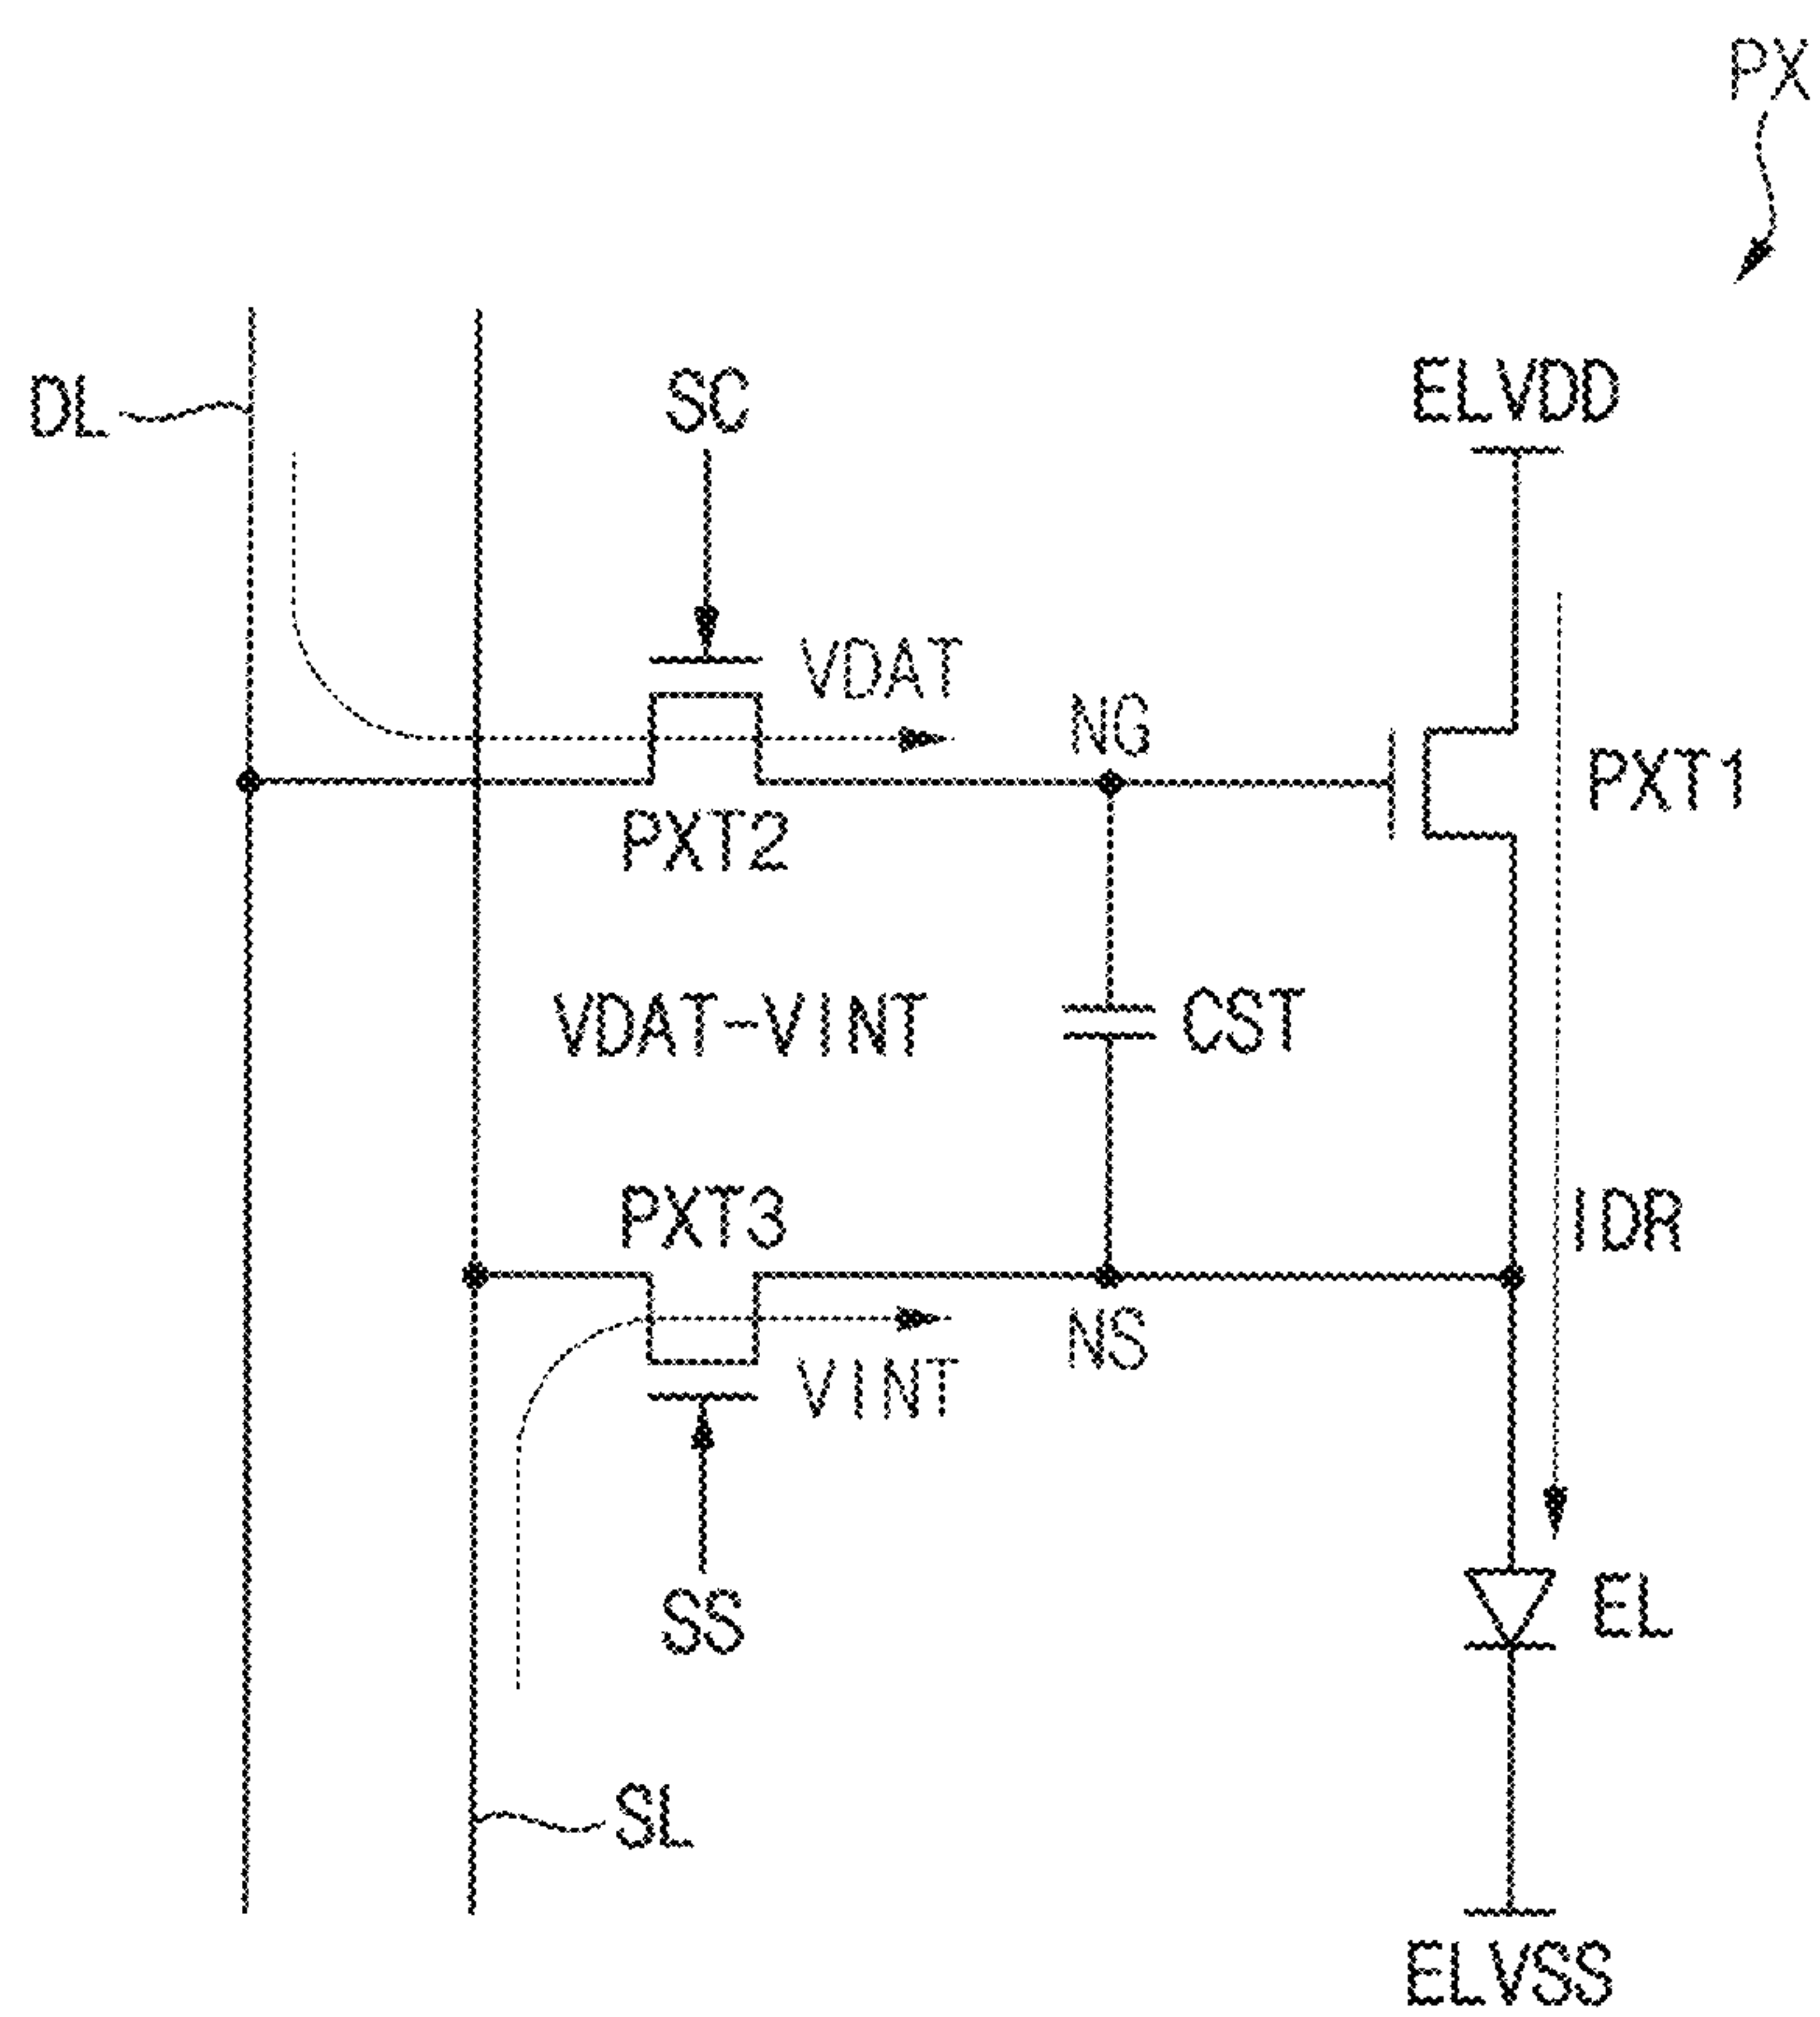 PX
DL
SC
ELVDD
VDAT
NG
PXT1
PXT2
VDAT-VINT
CST
PXT3
IDR
NS
VINT
EL
SS
SL
ELVSS